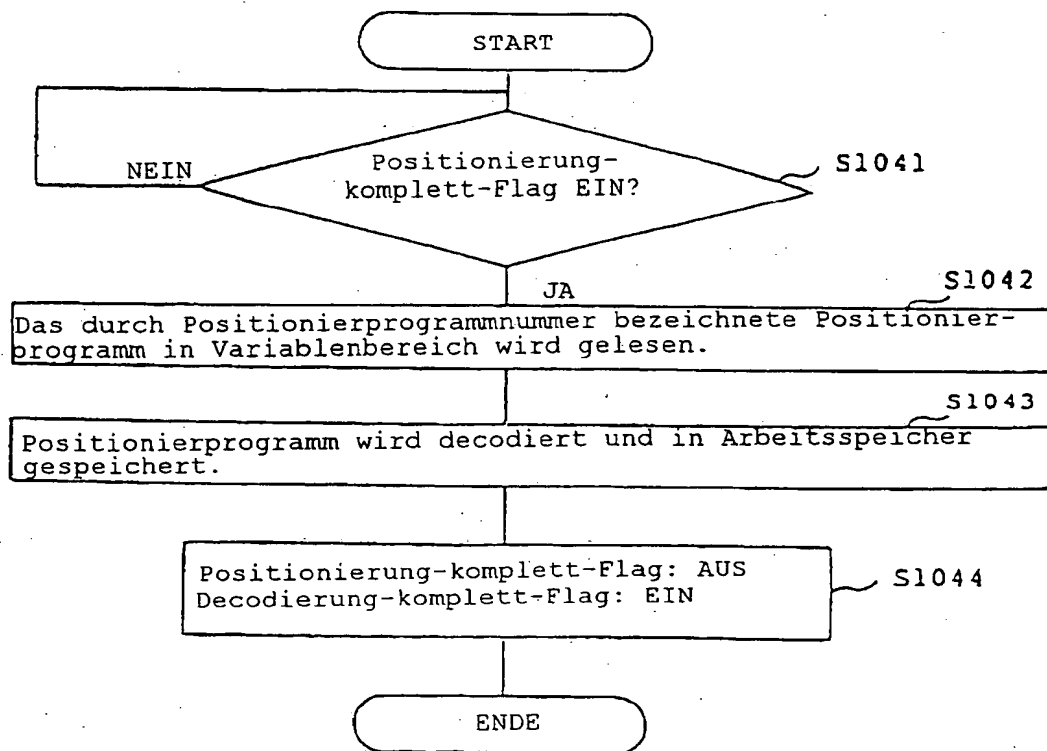 START
NEIN
Positionierung-
komplett-Flag EIN?
S1041
JA
S1042
Das durch Positionierprogrammnummer bezeichnete Positionier-
programm in Variablenbereich wird gelesen.
S1043
Positionierprogramm wird decodiert und in Arbeitsspeicher
gespeichert.
Positionierung-komplett-Flag: AUS
Decodierung-komplett-Flag: EIN
S1044
ENDE